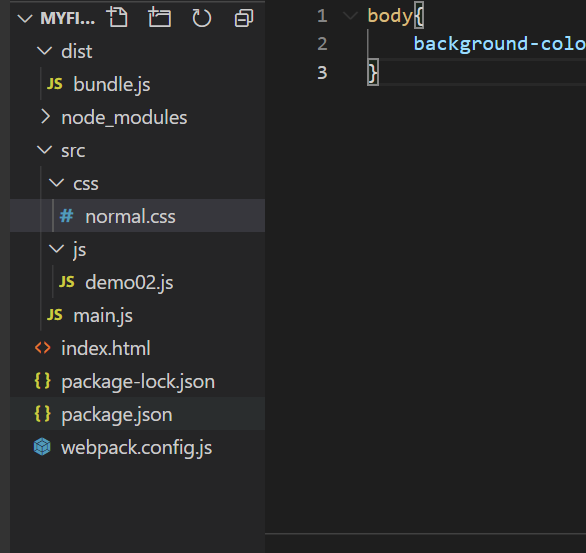 MYFI...
dist
JS bundle.js
node_modules
src
css
# normal.css
js
JS demo02.js
JS main.js
<> index.html
{} package-lock.json
{} package.json
webpack.config.js
1 body{
2 background-colo
3 }